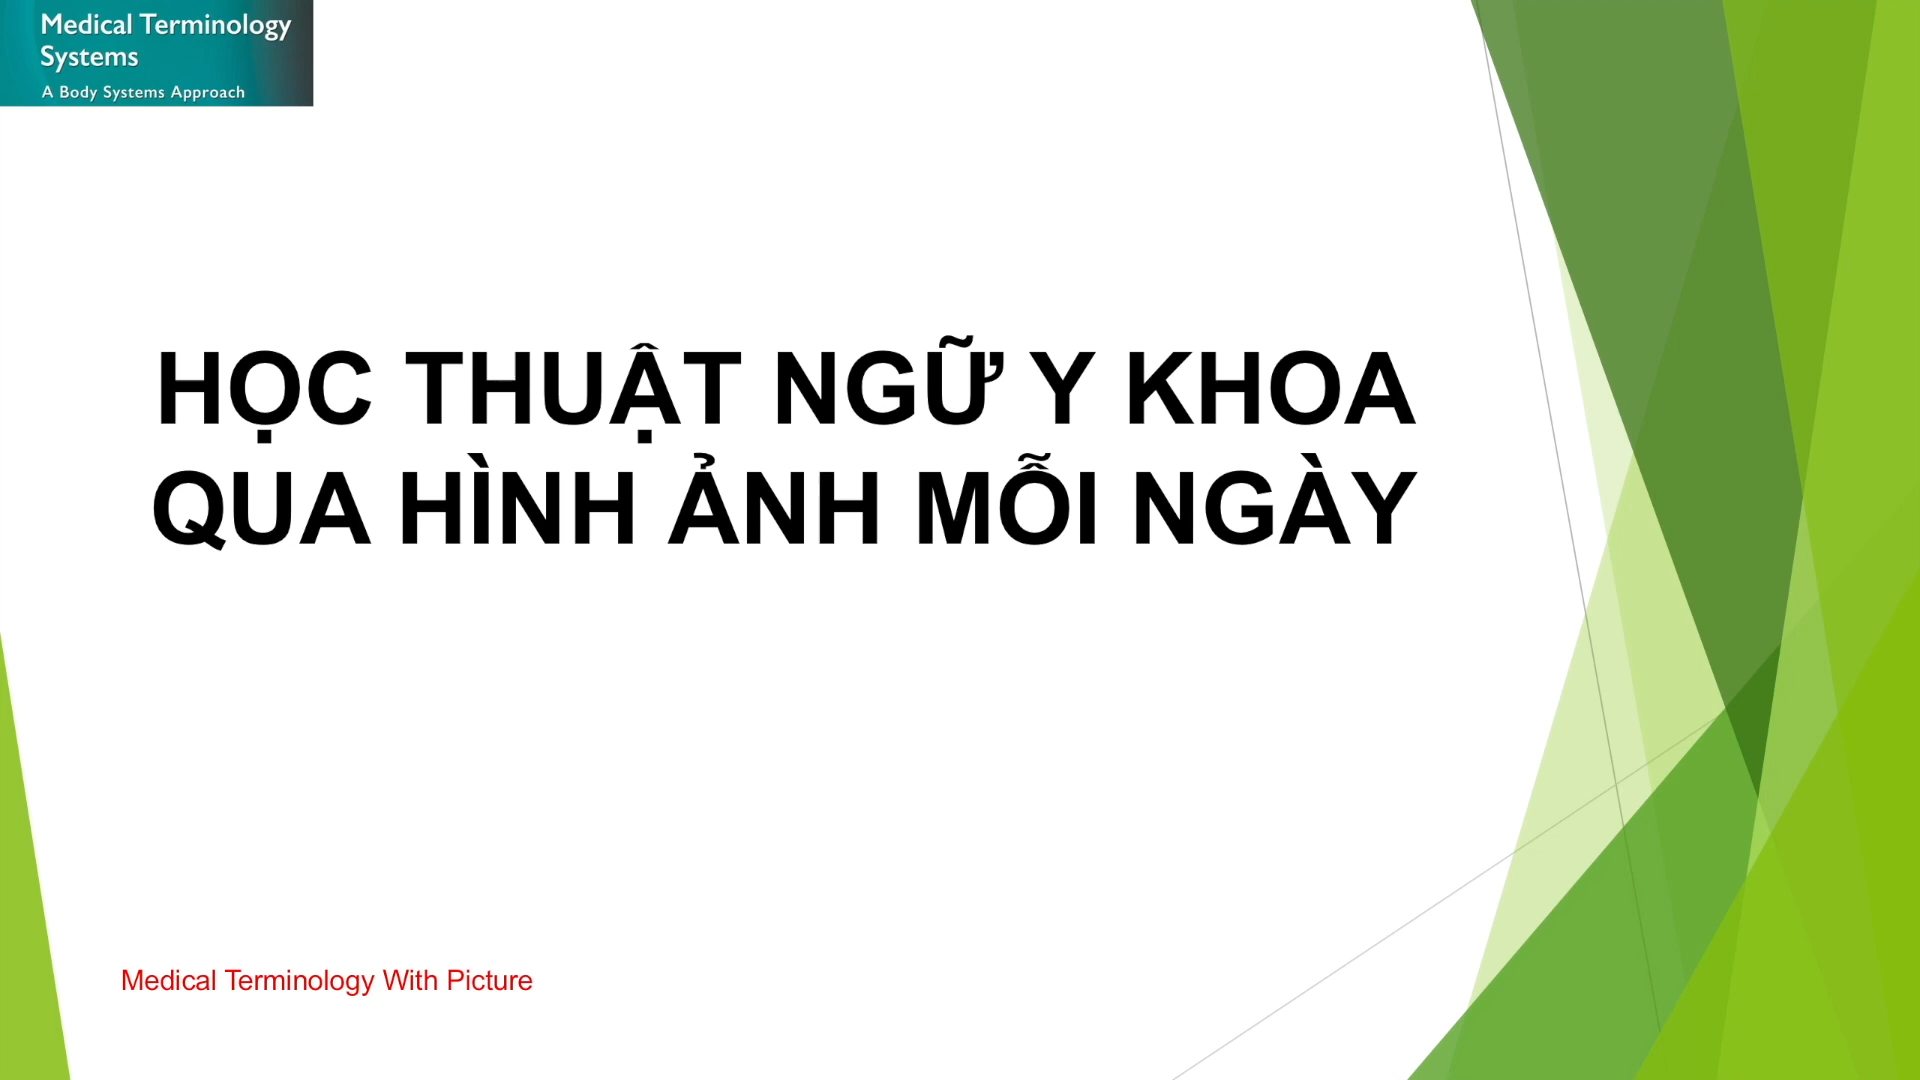 Medical Terminology
Systems
A Body Systems Approach
HỌC THUẬT NGỮ Y KHOA
QUA HÌNH ẢNH MỖI NGÀY
Medical Terminology With Picture